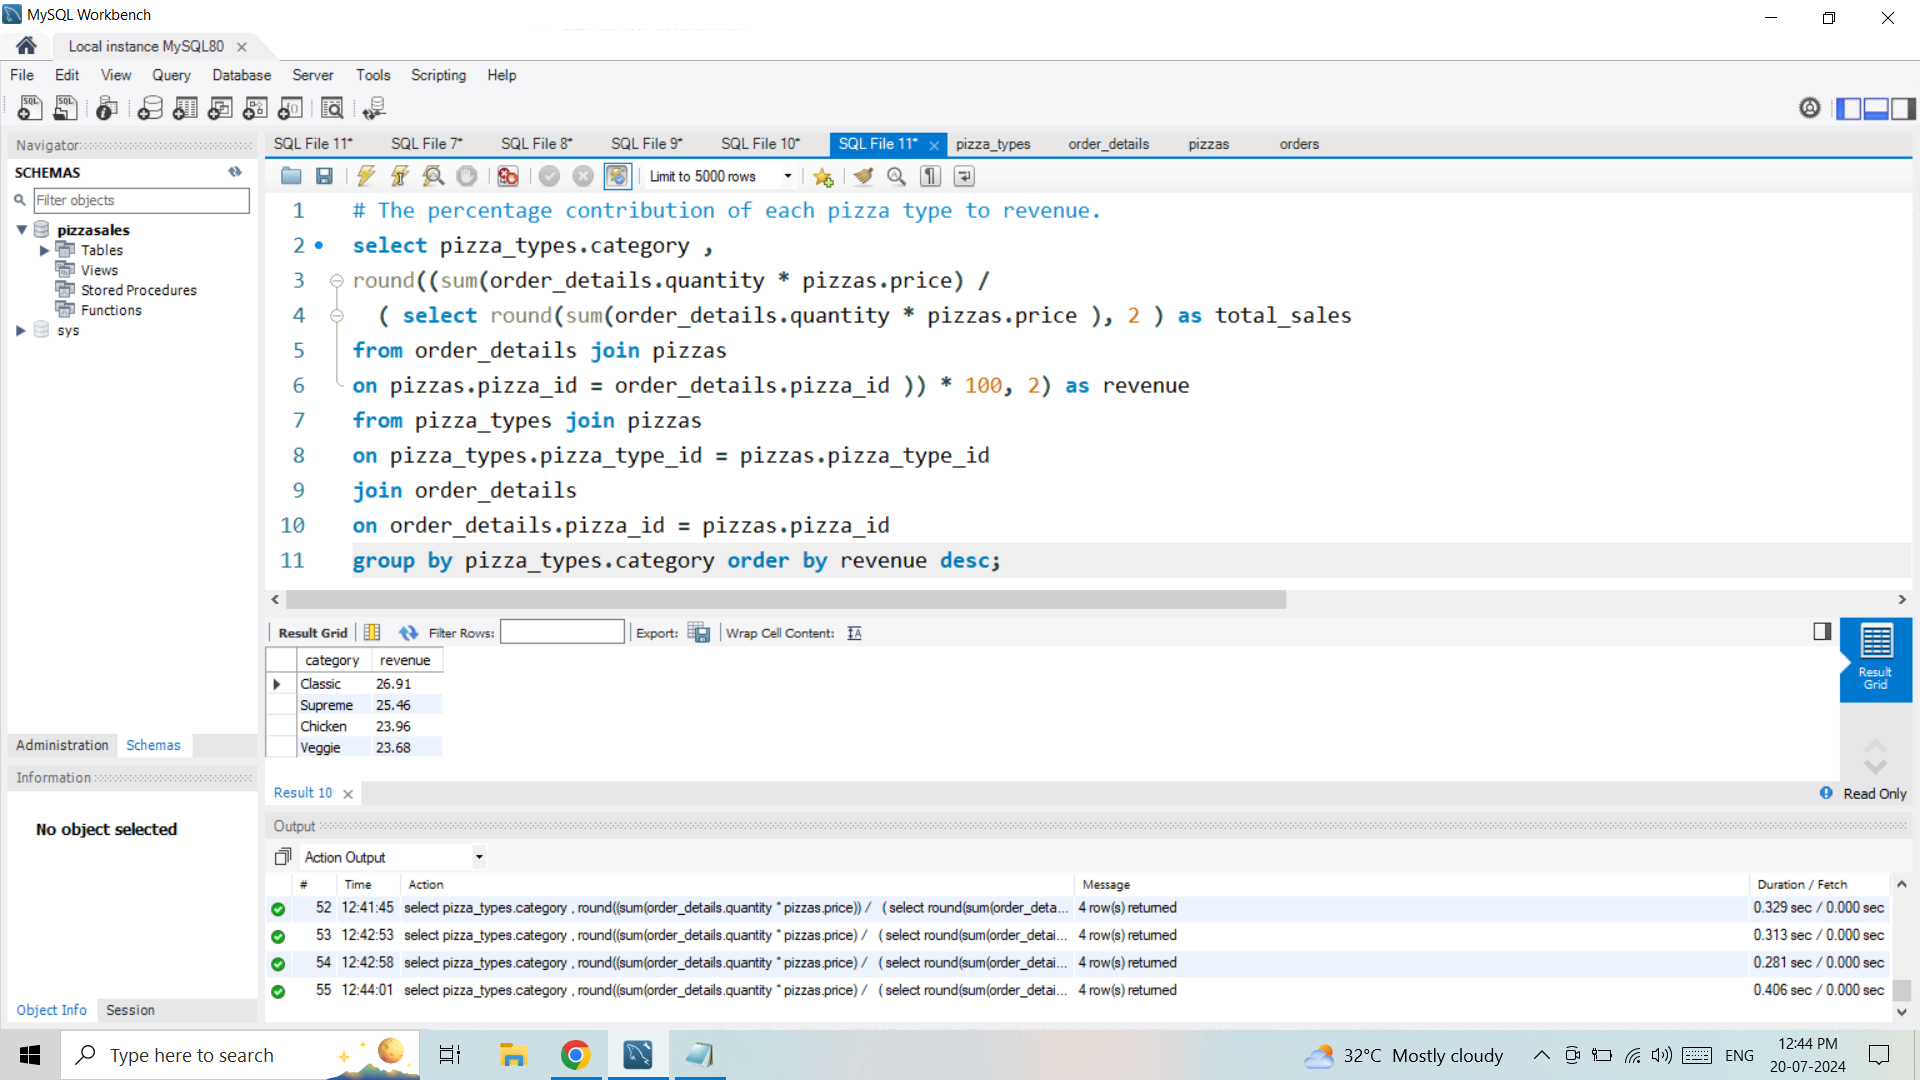 MySQL Workbench
Local instance MySQL80
File Edit View Query Database Server Tools Scripting Help
Navigator
SCHEMAS
Filter objects
pizzasales
Tables
Views
Stored Procedures
Functions
sys
Administration Schemas
Information
No object selected
Object Info Session
SQL File 11* SQL File 7* SQL File 8* SQL File 9* SQL File 10* SQL File 11* pizza_types order_details pizzas orders
Limit to 5000 rows
1 # The percentage contribution of each pizza type to revenue.
2 select pizza_types.category ,
3 round((sum(order_details.quantity * pizzas.price) /
4 ( select round(sum(order_details.quantity * pizzas.price ), 2 ) as total_sales
5 from order_details join pizzas
6 on pizzas.pizza_id = order_details.pizza_id )) * 100, 2) as revenue
7 from pizza_types join pizzas
8 on pizza_types.pizza_type_id = pizzas.pizza_type_id
9 join order_details
10 on order_details.pizza_id = pizzas.pizza_id
11 group by pizza_types.category order by revenue desc;
Result Grid Filter Rows: Export: Wrap Cell Content:
category revenue
Classic 26.91
Supreme 25.46
Chicken 23.96
Veggie 23.68
Result
Grid
Result 10
Read Only
Output
Action Output
# Time Action Message Duration / Fetch
52 12:41:45 select pizza_types.category , round((sum(order_details.quantity * pizzas.price)) / ( select round(sum(order_deta... 4 row(s) returned 0.329 sec / 0.000 sec
53 12:42:53 select pizza_types.category , round((sum(order_details.quantity * pizzas.price) / ( select round(sum(order_detai... 4 row(s) returned 0.313 sec / 0.000 sec
54 12:42:58 select pizza_types.category , round((sum(order_details.quantity * pizzas.price) / ( select round(sum(order_detai... 4 row(s) returned 0.281 sec / 0.000 sec
55 12:44:01 select pizza_types.category , round((sum(order_details.quantity * pizzas.price) / ( select round(sum(order_detai... 4 row(s) returned 0.406 sec / 0.000 sec
Type here to search
32°C Mostly cloudy
ENG
12:44 PM
20-07-2024